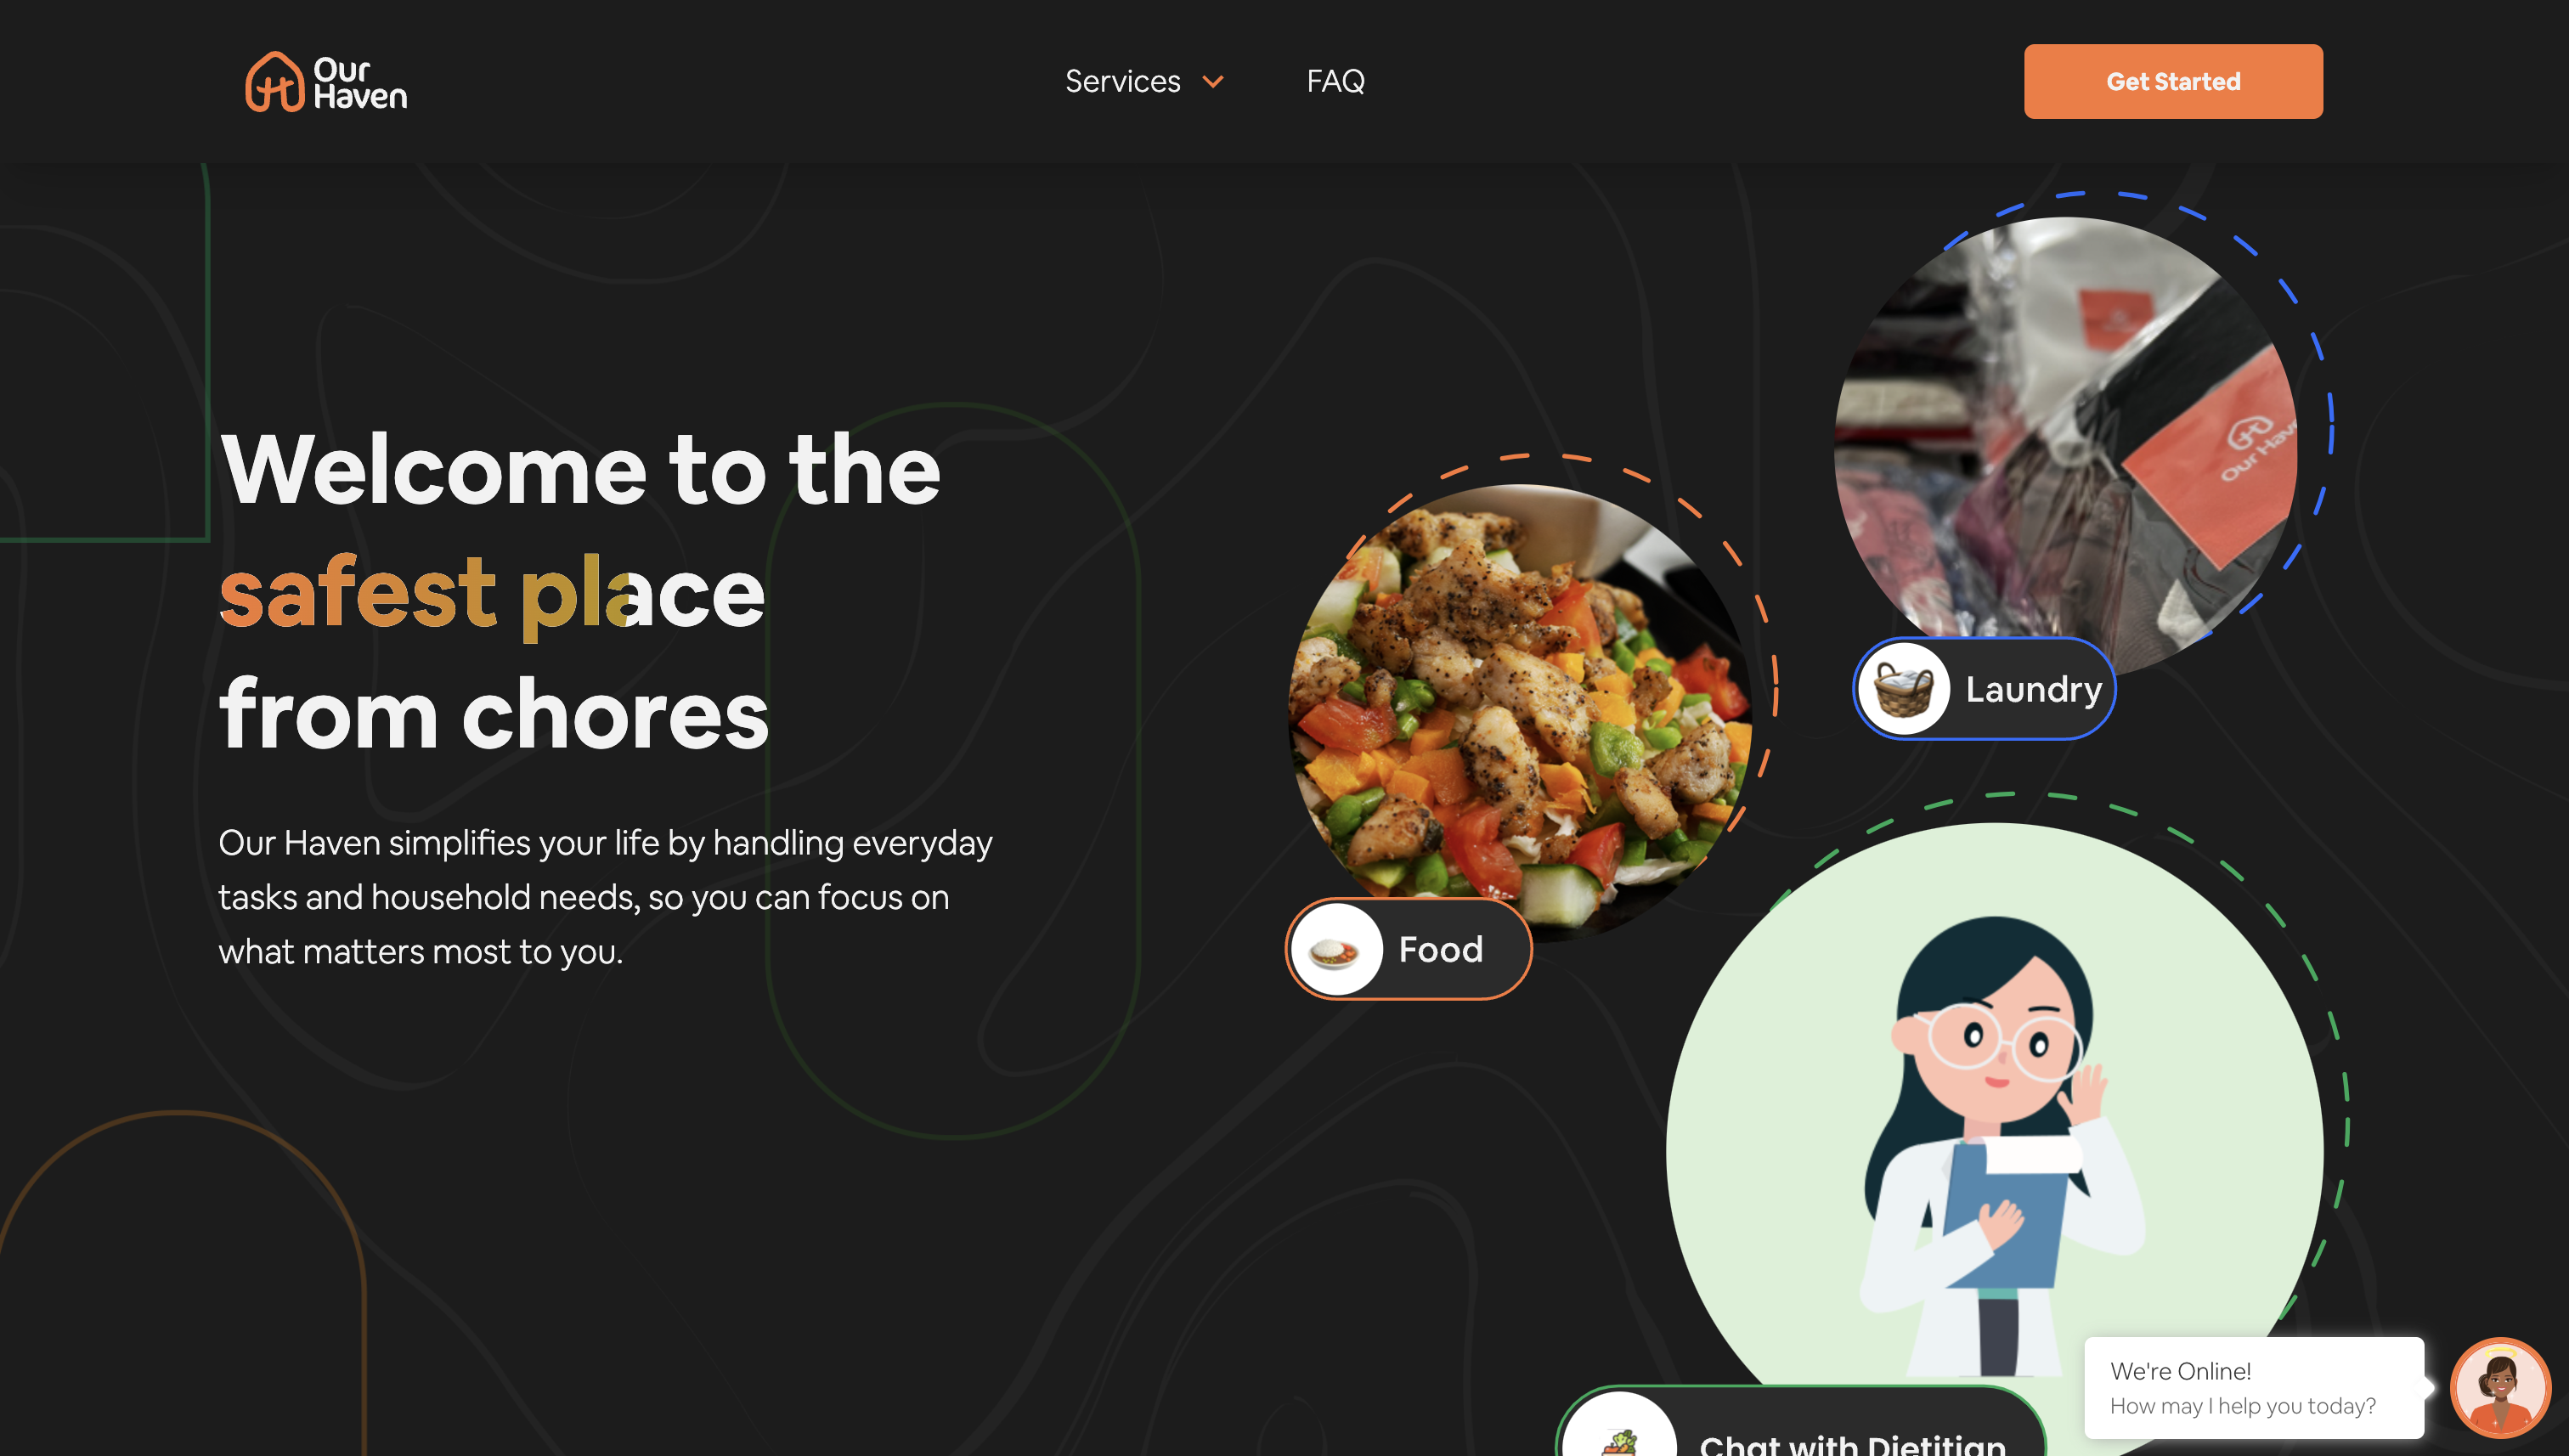 Our
Haven
Services
FAQ
Get Started
Welcome to the
safest place
from chores
Our Haven simplifies your life by handling everyday
tasks and household needs, so you can focus on
what matters most to you.
Our Hav
Laundry
Food
Chat with Dietitian
We're Online!
How may I help you today?